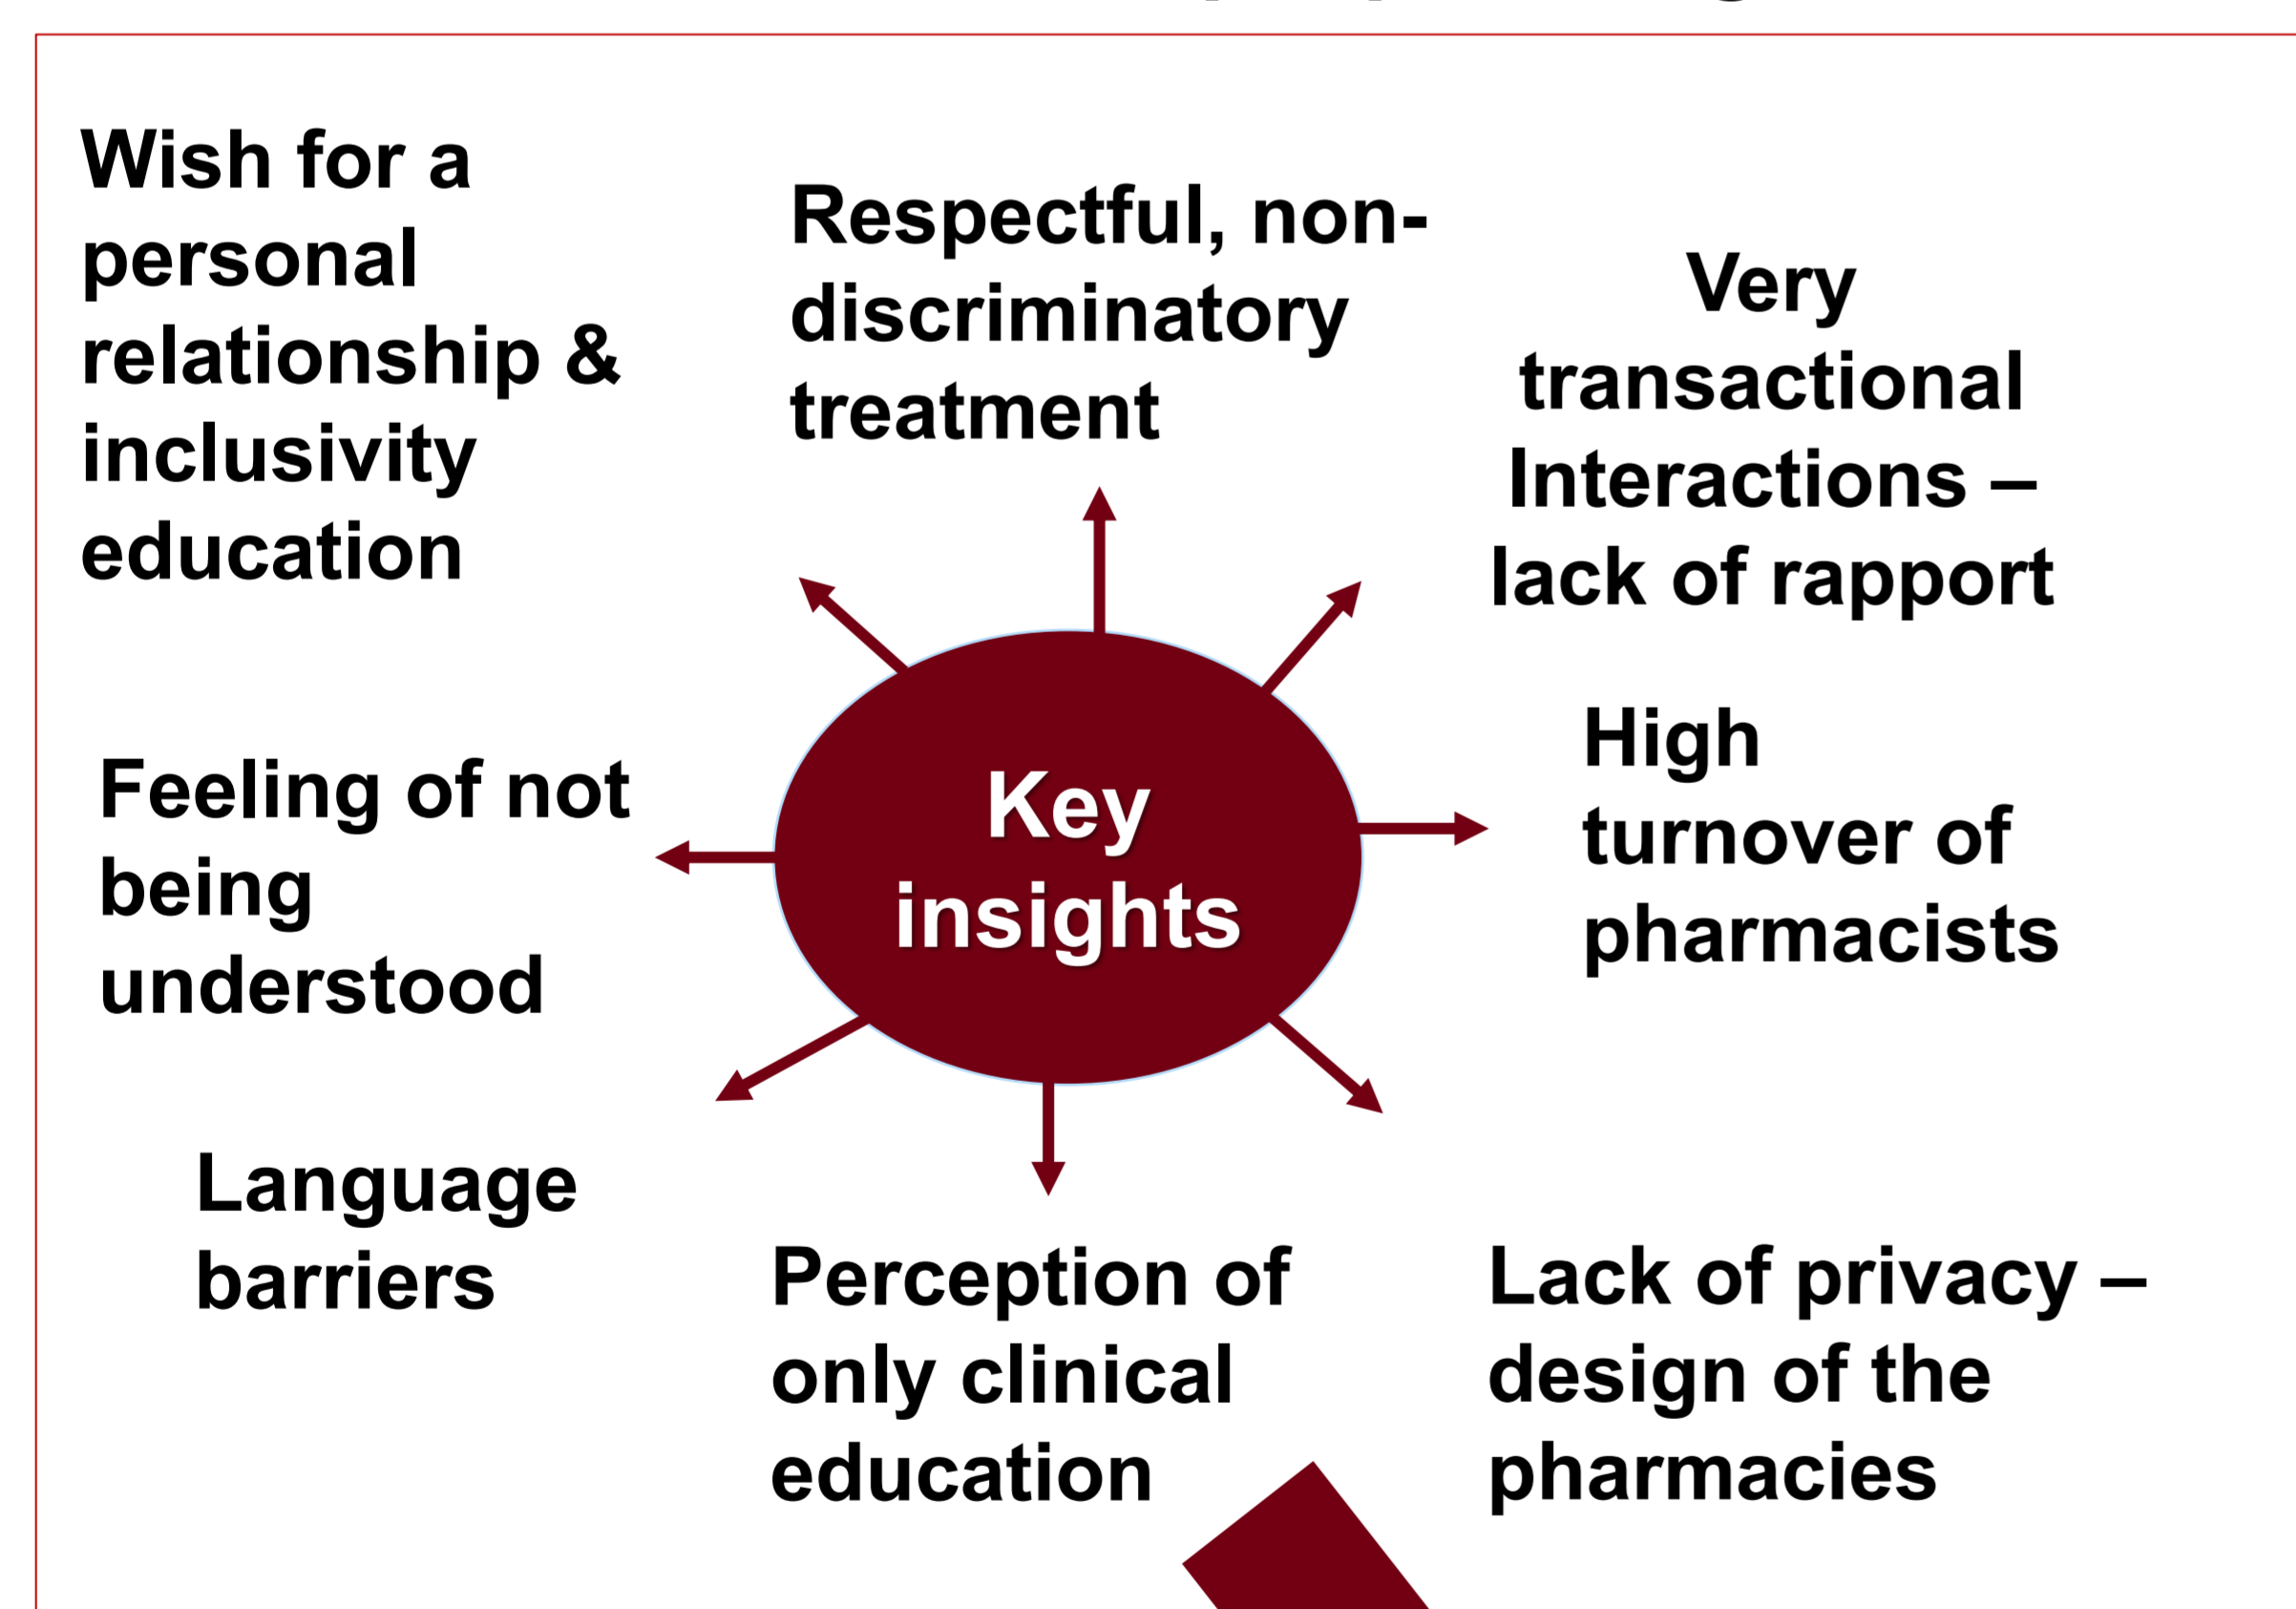 Wish for a
personal
relationship &
inclusivity
education
Respectful, non-
discriminatory
treatment
Very
transactional
Interactions –
lack of rapport
Feeling of not
being
understood
Key
insights
High
turnover of
pharmacists
Language
barriers
Perception of
only clinical
education
Lack of privacy –
design of the
pharmacies